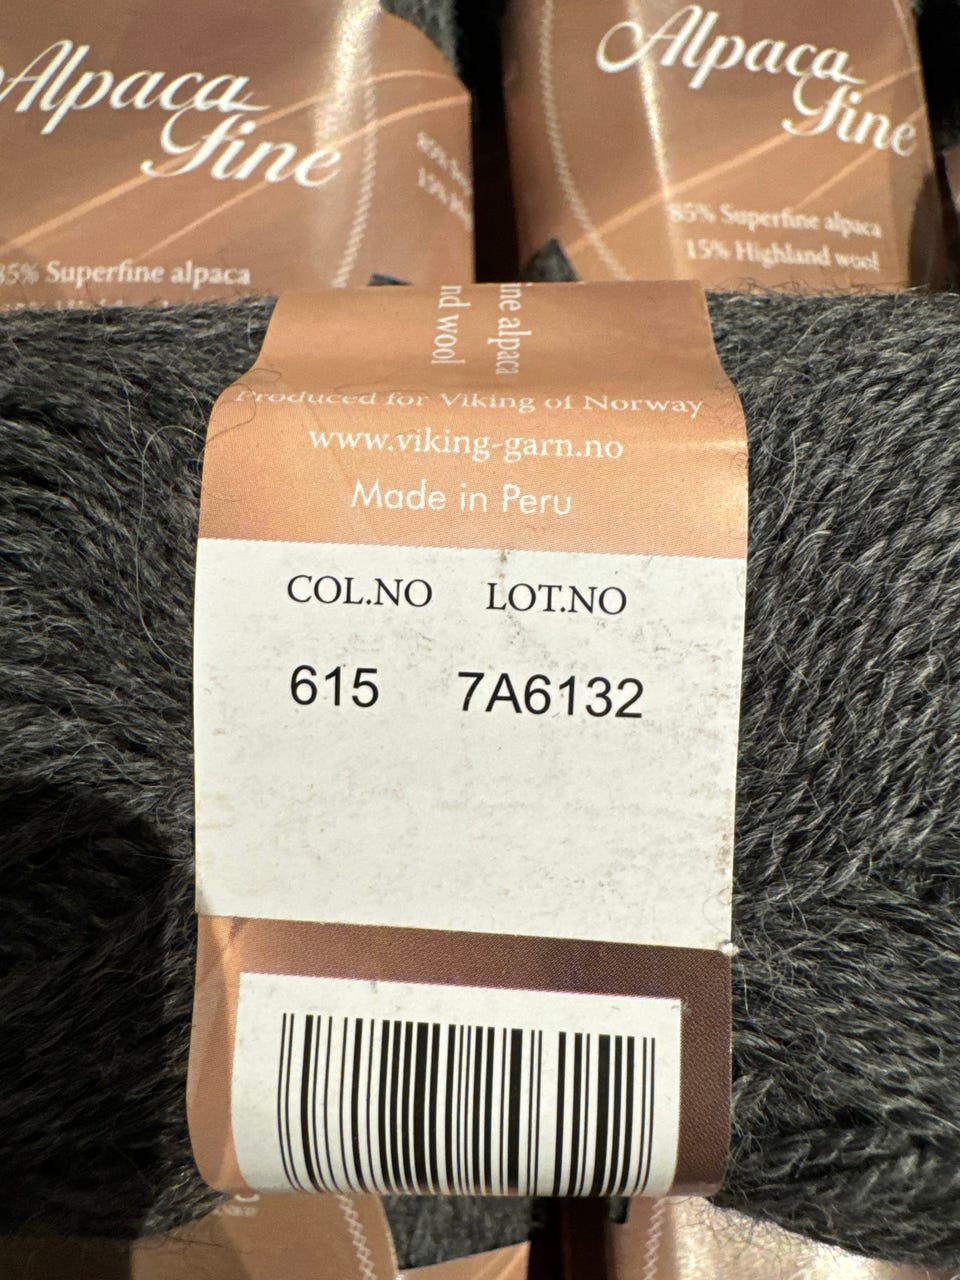 Alpaca
Fine
85% Superfine alpaca
Alpaca
Fine
85% Superfine alpaca
15% Highland wool
ine alpaca
nd wool
Produced for Viking of Norway
www.viking-garn.no
Made in Peru
COL.NO LOT.NO
615 7A6132